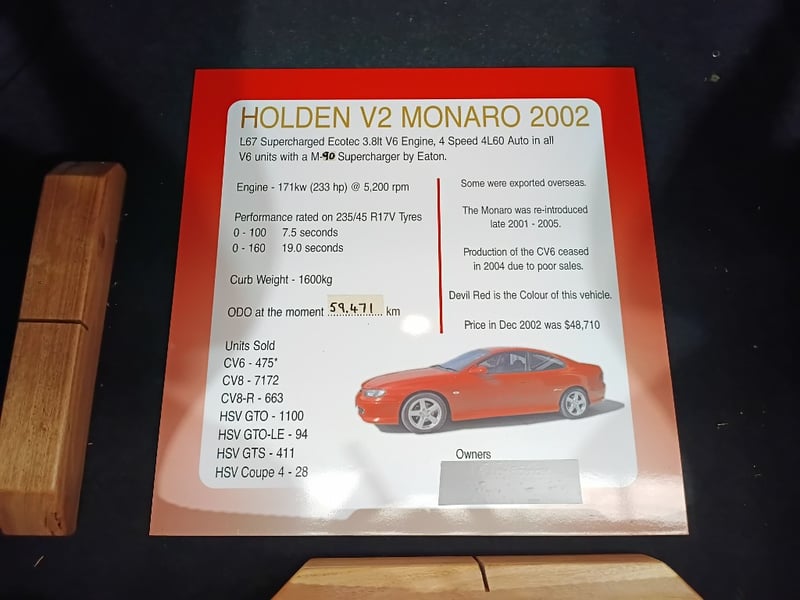 HOLDEN V2 MONARO 2002
L67 Supercharged Ecotec 3.8lt V6 Engine, 4 Speed 4L60 Auto in all
V6 units with a M-90 Supercharger by Eaton.
Engine - 171kw (233 hp) @ 5,200 rpm
Performance rated on 235/45 R17V Tyres
0 - 100 7.5 seconds
0 - 160 19.0 seconds
Curb Weight - 1600kg
ODO at the moment 59.471 km
Units Sold
CV6 - 475*
CV8 - 7172
CV8-R - 663
HSV GTO - 1100
HSV GTO-LE - 94
HSV GTS - 411
HSV Coupe 4 - 28
Some were exported overseas.
The Monaro was re-introduced
late 2001 - 2005.
Production of the CV6 ceased
in 2004 due to poor sales.
Devil Red is the Colour of this vehicle.
Price in Dec 2002 was $48,710
Owners